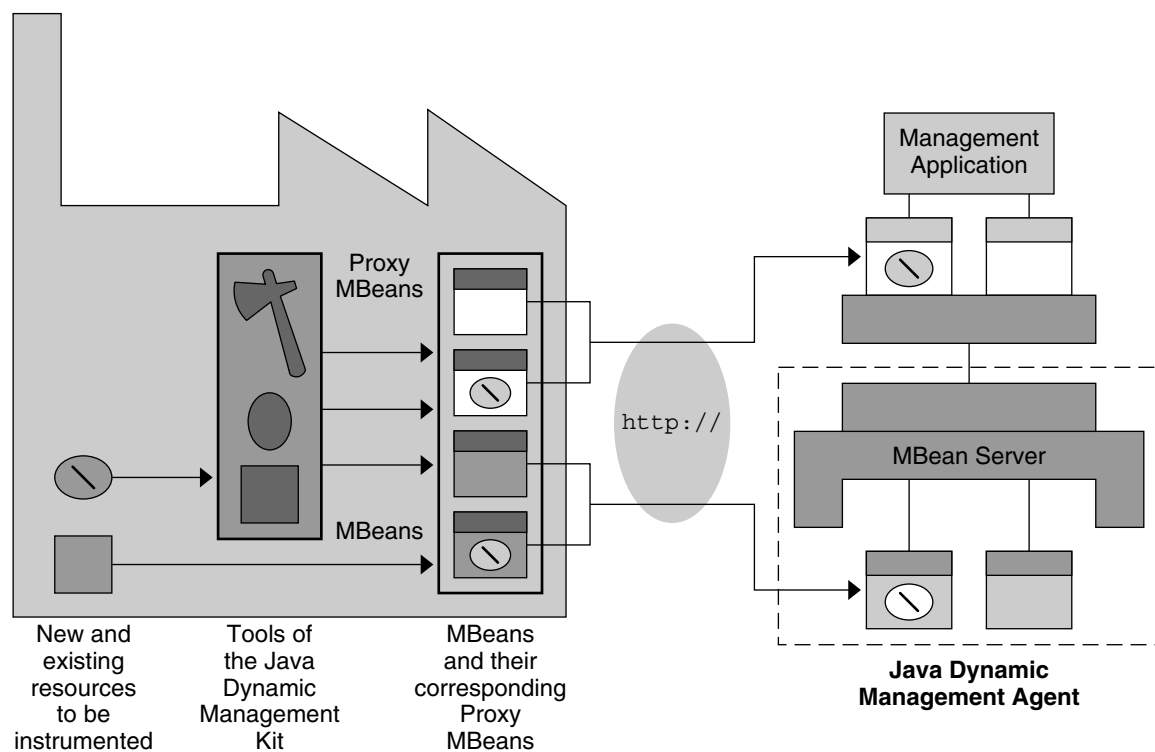 Management
Application
Proxy
MBeans
http://
MBean Server
MBeans
New and
existing
resources
to be
instrumented
Tools of
the Java
Dynamic
Management
Kit
MBeans
and their
corresponding
Proxy
MBeans
Java Dynamic
Management Agent